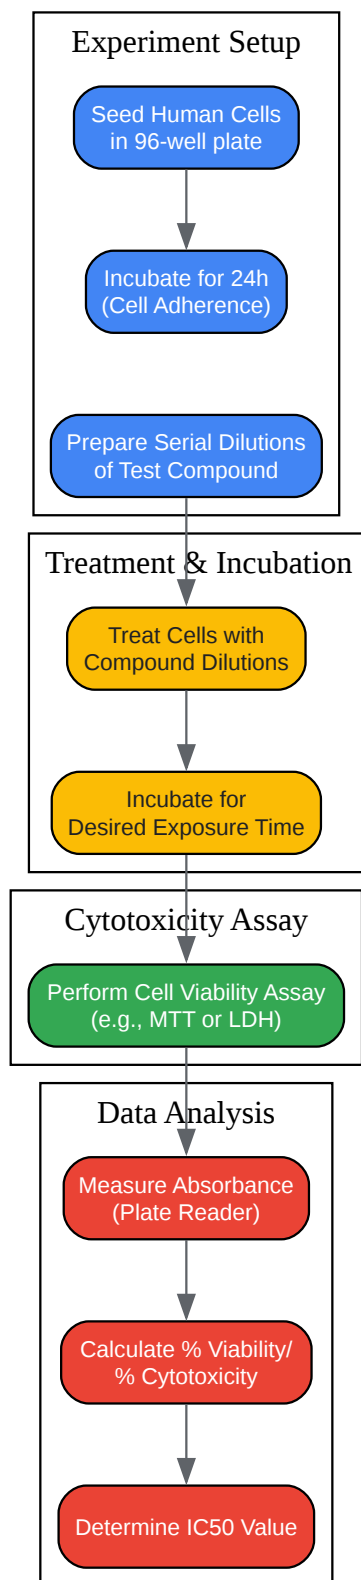 Experiment Setup
Seed Human Cells
in 96-well plate
Incubate for 24h
(Cell Adherence)
Prepare Serial Dilutions
of Test Compound
Treatment & Incubation
Treat Cells with
Compound Dilutions
Incubate for
Desired Exposure Time
Cytotoxicity Assay
Perform Cell Viability Assay
(e.g., MTT or LDH)
Data Analysis
Measure Absorbance
(Plate Reader)
Calculate % Viability/
% Cytotoxicity
Determine IC50 Value